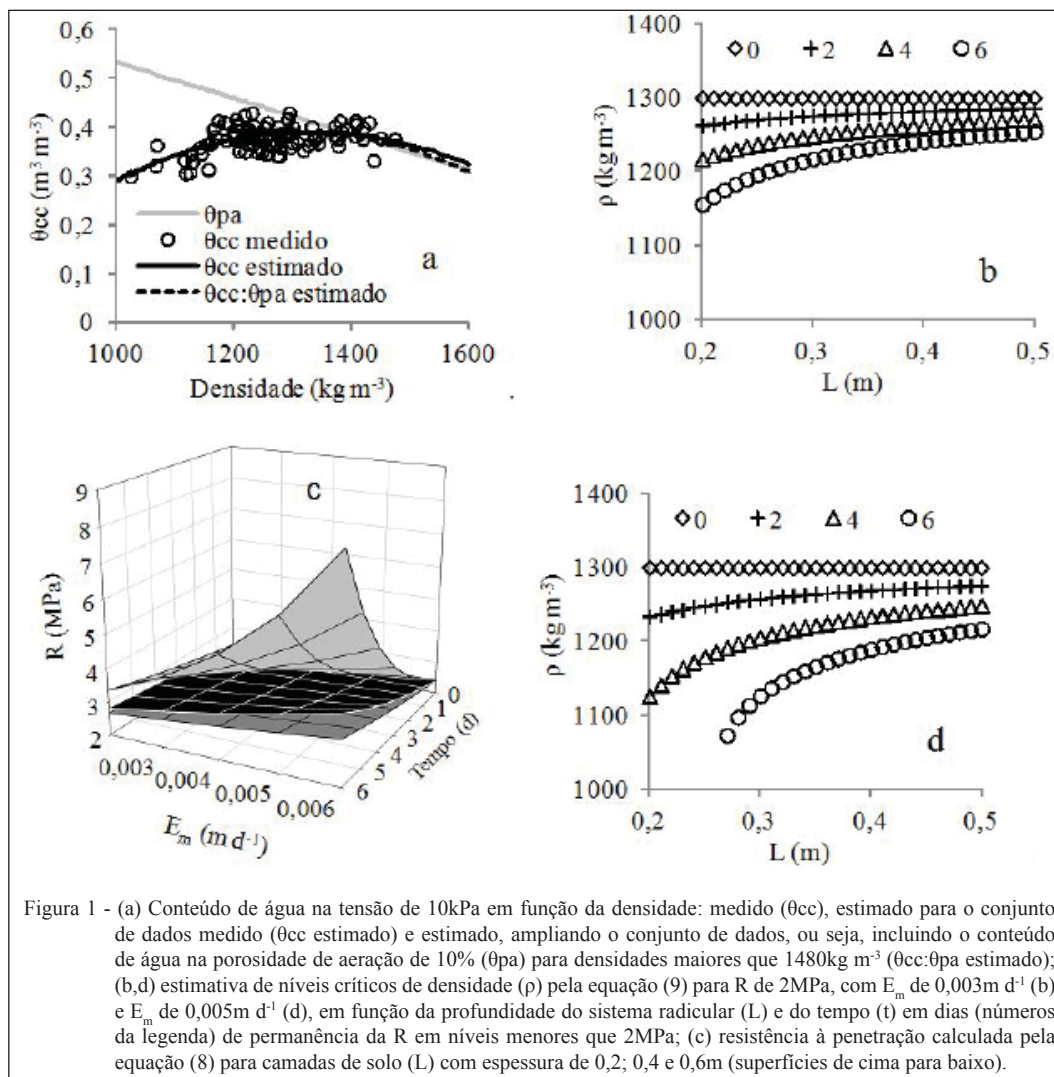 0,6
0,5
0,4
0,3
0,2
0,1
0
θcc (m³ m⁻³)
θpa
θcc medido
θcc estimado
θcc:θpa estimado
a
1000 1200 1400 1600
Densidade (kg m⁻³)
1400
1300
1200
1100
1000
ρ (kg m⁻³)
0 2 4 6
b
0,2 0,3 0,4 0,5
L (m)
9
8
7
6
5
4
3
2
R (MPa)
c
0,003 0,004 0,005 0,006
E_m (m d⁻¹)
0
1
2
3
4
5
6
Tempo (d)
1400
1300
1200
1100
1000
ρ (kg m⁻³)
0 2 4 6
d
0,2 0,3 0,4 0,5
L (m)
Figura 1 - (a) Conteúdo de água na tensão de 10kPa em função da densidade: medido (θcc), estimado para o conjunto
de dados medido (θcc estimado) e estimado, ampliando o conjunto de dados, ou seja, incluindo o conteúdo
de água na porosidade de aeração de 10% (θpa) para densidades maiores que 1480kg m⁻³ (θcc:θpa estimado);
(b,d) estimativa de níveis críticos de densidade (ρ) pela equação (9) para R de 2MPa, com E_m de 0,003m d⁻¹ (b)
e E_m de 0,005m d⁻¹ (d), em função da profundidade do sistema radicular (L) e do tempo (t) em dias (números
da legenda) de permanência da R em níveis menores que 2MPa; (c) resistência à penetração calculada pela
equação (8) para camadas de solo (L) com espessura de 0,2; 0,4 e 0,6m (superfícies de cima para baixo).